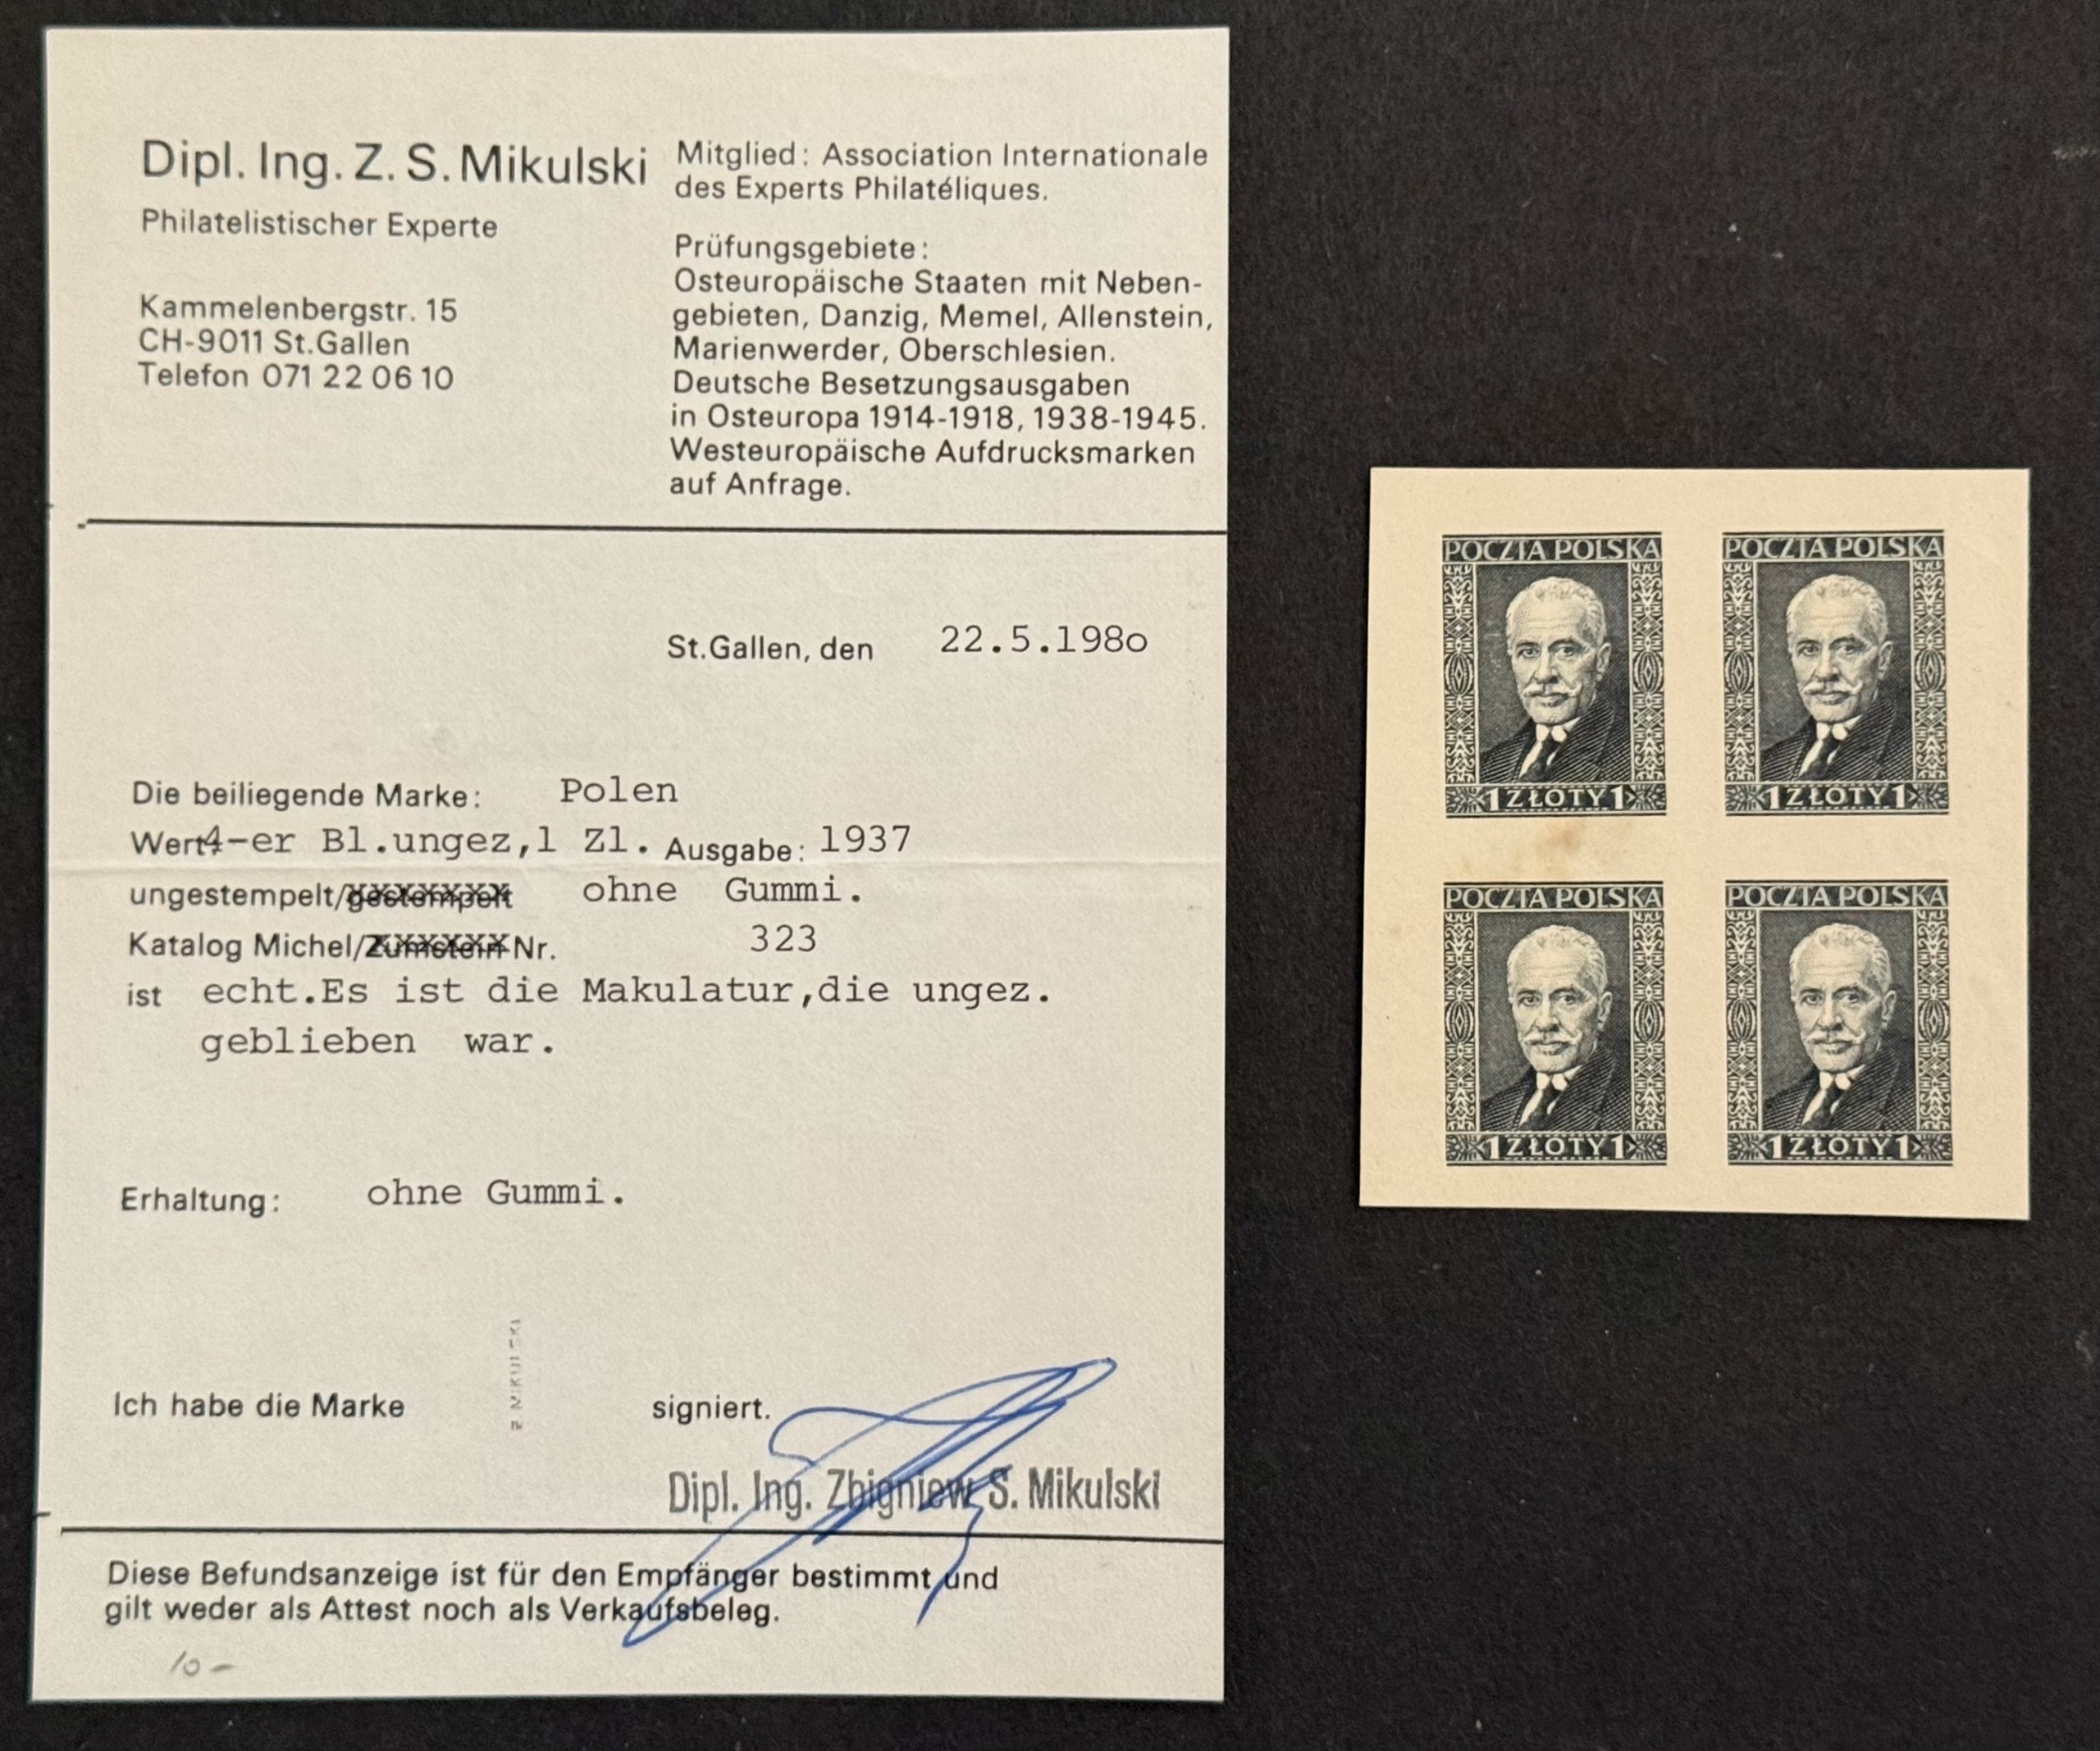 Dipl. Ing. Z. S. Mikulski
Philatelistischer Experte
Kammelenbergstr. 15
CH-9011 St.Gallen
Telefon 071 22 06 10
Mitglied: Association Internationale
des Experts Philatéliques.
Prüfungsgebiete:
Osteuropäische Staaten mit Neben-
gebieten, Danzig, Memel, Allenstein,
Marienwerder, Oberschlesien.
Deutsche Besetzungsausgaben
in Osteuropa 1914-1918, 1938-1945.
Westeuropäische Aufdrucksmarken
auf Anfrage.
St.Gallen, den 22.5.198o
Die beiliegende Marke: Polen
Wert 4-er Bl.ungez,1 Zl. Ausgabe: 1937
ungestempelt/gestempelt ohne Gummi.
Katalog Michel/Zumstein Nr. 323
ist echt.Es ist die Makulatur,die ungez.
geblieben war.
Erhaltung: ohne Gummi.
Ich habe die Marke signiert.
Z. MIKULSKI
Dipl. Ing. Zbigniew S. Mikulski
Diese Befundsanzeige ist für den Empfänger bestimmt und
gilt weder als Attest noch als Verkaufsbeleg.
10 -
POCZTA POLSKA POCZTA POLSKA
1 ZŁOTY 1 1 ZŁOTY 1
POCZTA POLSKA POCZTA POLSKA
1 ZŁOTY 1 1 ZŁOTY 1